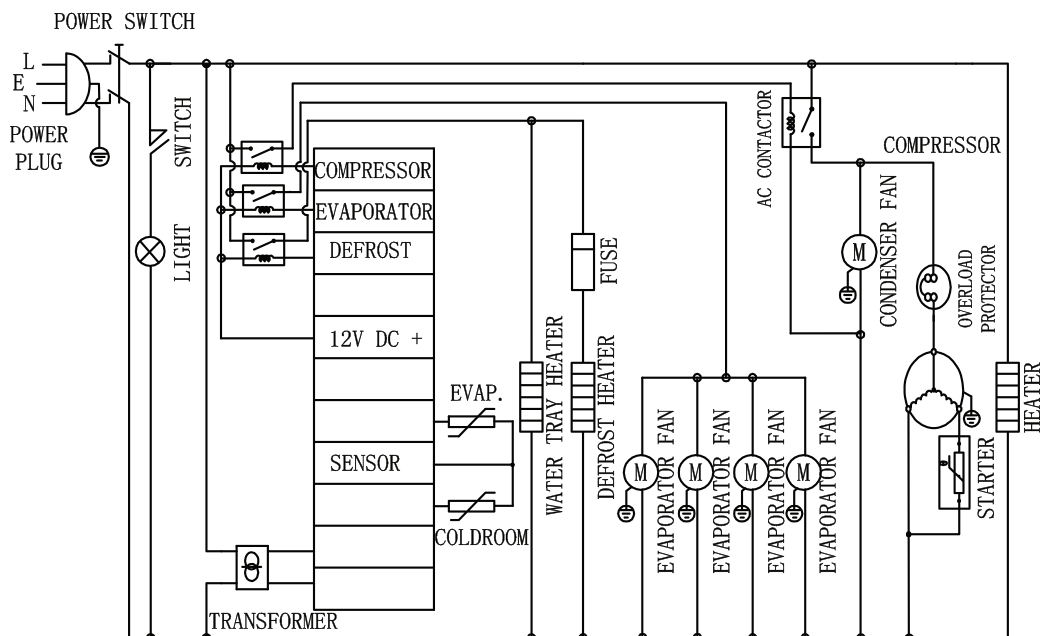 POWER SWITCH
L
E
N
POWER
PLUG
SWITCH
LIGHT
COMPRESSOR
EVAPORATOR
DEFROST
12V DC +
SENSOR
EVAP.
COLDROOM
TRANSFORMER
WATER TRAY HEATER
FUSE
DEFROST HEATER
M
EVAPORATOR FAN
M
EVAPORATOR FAN
M
EVAPORATOR FAN
M
EVAPORATOR FAN
AC CONTACTOR
M
CONDENSER FAN
COMPRESSOR
OVERLOAD
PROTECTOR
STARTER
HEATER